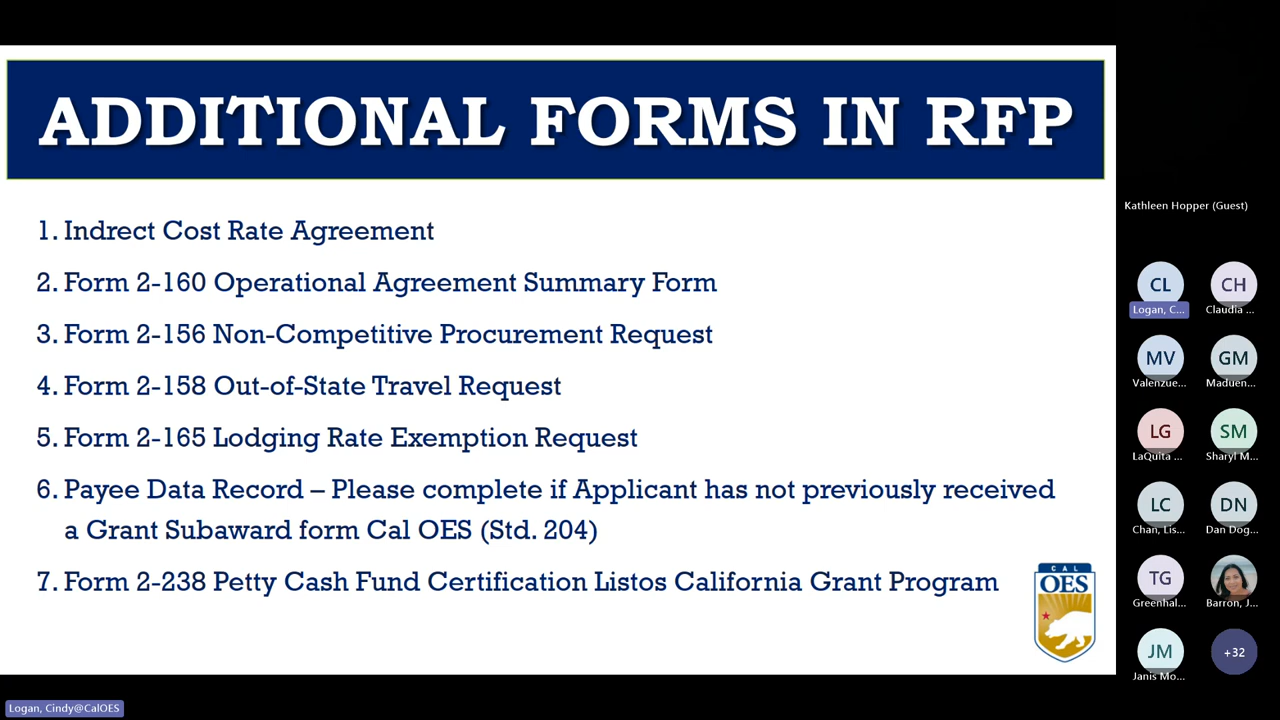 ADDITIONAL FORMS IN RFP
1. Indrect Cost Rate Agreement
2. Form 2-160 Operational Agreement Summary Form
3. Form 2-156 Non-Competitive Procurement Request
4. Form 2-158 Out-of-State Travel Request
5. Form 2-165 Lodging Rate Exemption Request
6. Payee Data Record – Please complete if Applicant has not previously received
a Grant Subaward form Cal OES (Std. 204)
7. Form 2-238 Petty Cash Fund Certification Listos California Grant Program
CAL
OES
Kathleen Hopper (Guest)
CL
CH
Logan, C...
Claudia ...
MV
GM
Valenzue...
Maduen...
LG
SM
LaQuita ...
Sharyl M...
LC
DN
Chan, Lis...
Dan Dog...
TG
Greenhal...
Barron, J...
JM
+32
Janis Mo...
Logan, Cindy@CalOES